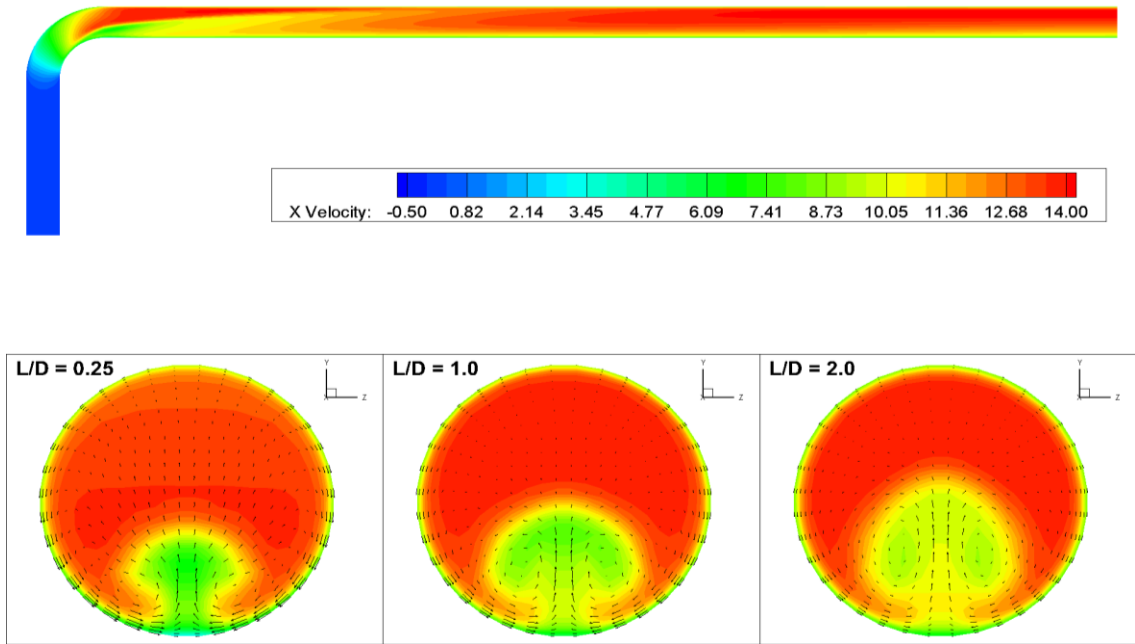 X Velocity: -0.50 0.82 2.14 3.45 4.77 6.09 7.41 8.73 10.05 11.36 12.68 14.00
L/D = 0.25 Y X Z
L/D = 1.0 Y X Z
L/D = 2.0 Y X Z